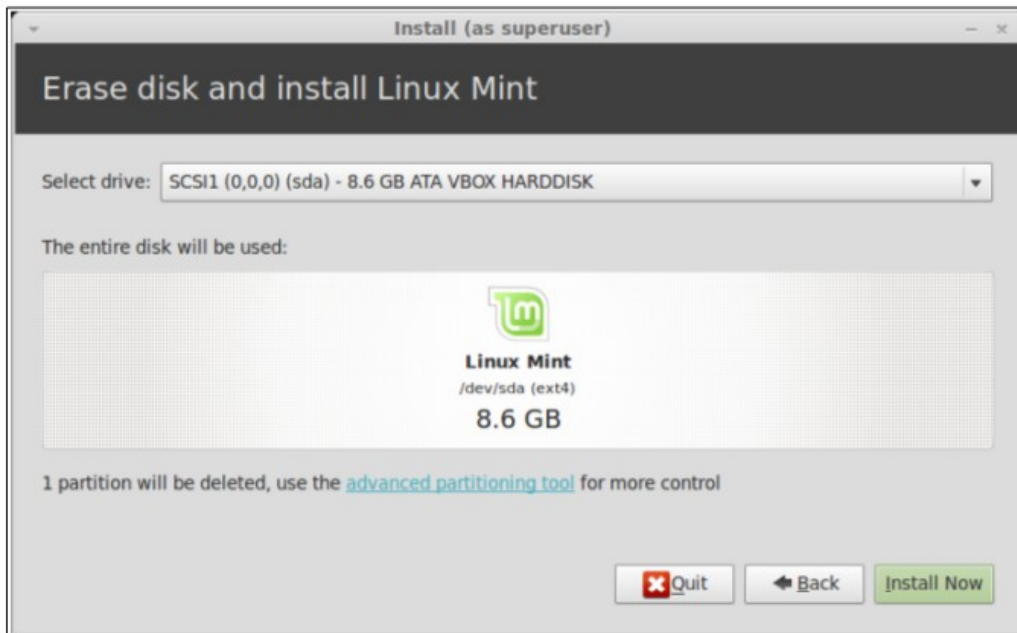 Install (as superuser)
Erase disk and install Linux Mint
Select drive: SCSI1 (0,0,0) (sda) - 8.6 GB ATA VBOX HARDDISK
The entire disk will be used:
lm
Linux Mint
/dev/sda (ext4)
8.6 GB
1 partition will be deleted, use the advanced partitioning tool for more control
Quit Back Install Now